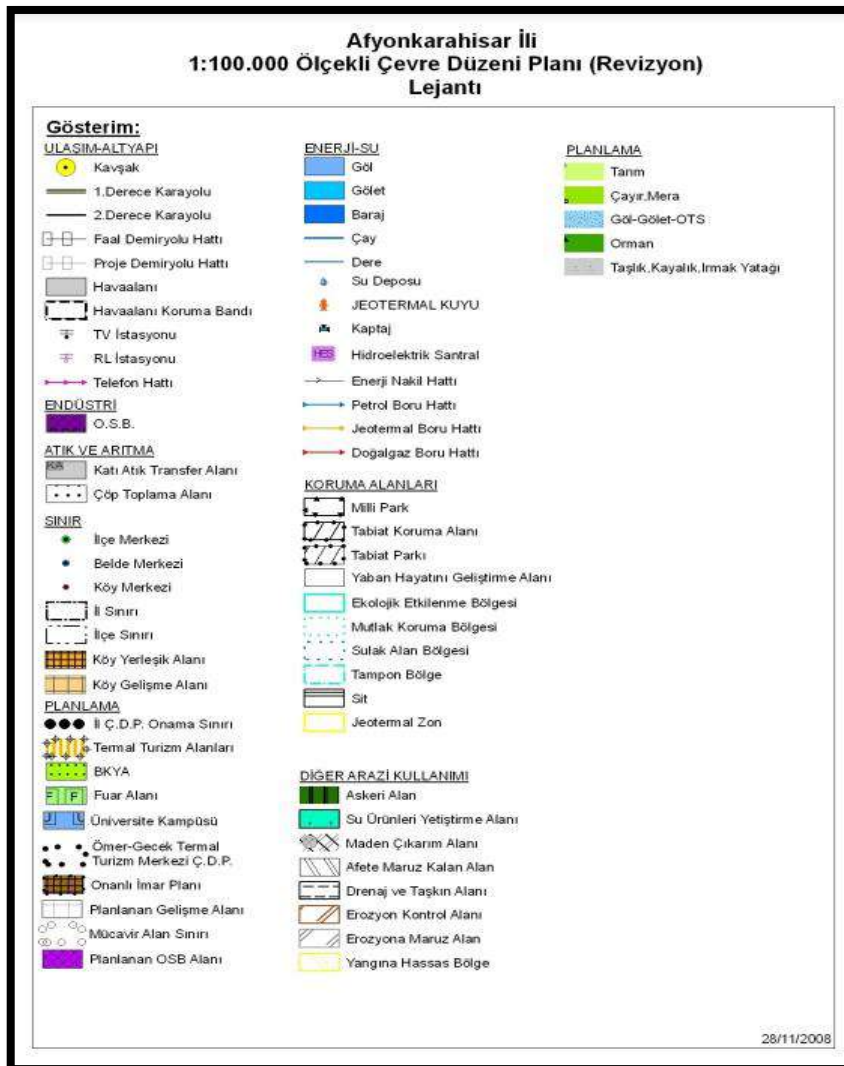 Afyonkarahisar İli
1:100.000 Ölçekli Çevre Düzeni Planı (Revizyon)
Lejantı
Gösterim:
ULAŞIM-ALTYAPI
Kavşak
1.Derece Karayolu
2.Derece Karayolu
Faal Demiryolu Hattı
Proje Demiryolu Hattı
Havaalanı
Havaalanı Koruma Bandı
TV İstasyonu
RL İstasyonu
Telefon Hattı
ENDÜSTRİ
O.S.B.
ATIK VE ARITMA
KA
Katı Atık Transfer Alanı
Çöp Toplama Alanı
SINIR
İlçe Merkezi
Belde Merkezi
Köy Merkezi
İl Sınırı
İlçe Sınırı
Köy Yerleşik Alanı
Köy Gelişme Alanı
PLANLAMA
İl Ç.D.P. Onama Sınırı
Termal Turizm Alanları
BKYA
F F Fuar Alanı
Üniversite Kampüsü
Ömer-Gecek Termal
Turizm Merkezi Ç.D.P.
Onanlı İmar Planı
Planlanan Gelişme Alanı
Mücavir Alan Sınırı
Planlanan OSB Alanı
ENERJİ-SU
Göl
Gölet
Baraj
Çay
Dere
Su Deposu
JEOTERMAL KUYU
Kaptaj
HES Hidroelektrik Santral
Enerji Nakil Hattı
Petrol Boru Hattı
Jeotermal Boru Hattı
Doğalgaz Boru Hattı
KORUMA ALANLARI
Milli Park
Tabiat Koruma Alanı
Tabiat Parkı
Yaban Hayatını Geliştirme Alanı
Ekolojik Etkilenme Bölgesi
Mutlak Koruma Bölgesi
Sulak Alan Bölgesi
Tampon Bölge
Sit
Jeotermal Zon
DİĞER ARAZİ KULLANIMI
Askeri Alan
Su Ürünleri Yetiştirme Alanı
Maden Çıkarım Alanı
Afete Maruz Kalan Alan
Drenaj ve Taşkın Alanı
Erozyon Kontrol Alanı
Erozyona Maruz Alan
Yangına Hassas Bölge
PLANLAMA
Tarım
Çayır,Mera
Göl-Gölet-OTS
Orman
Taşlık,Kayalık,Irmak Yatağı
28/11/2008